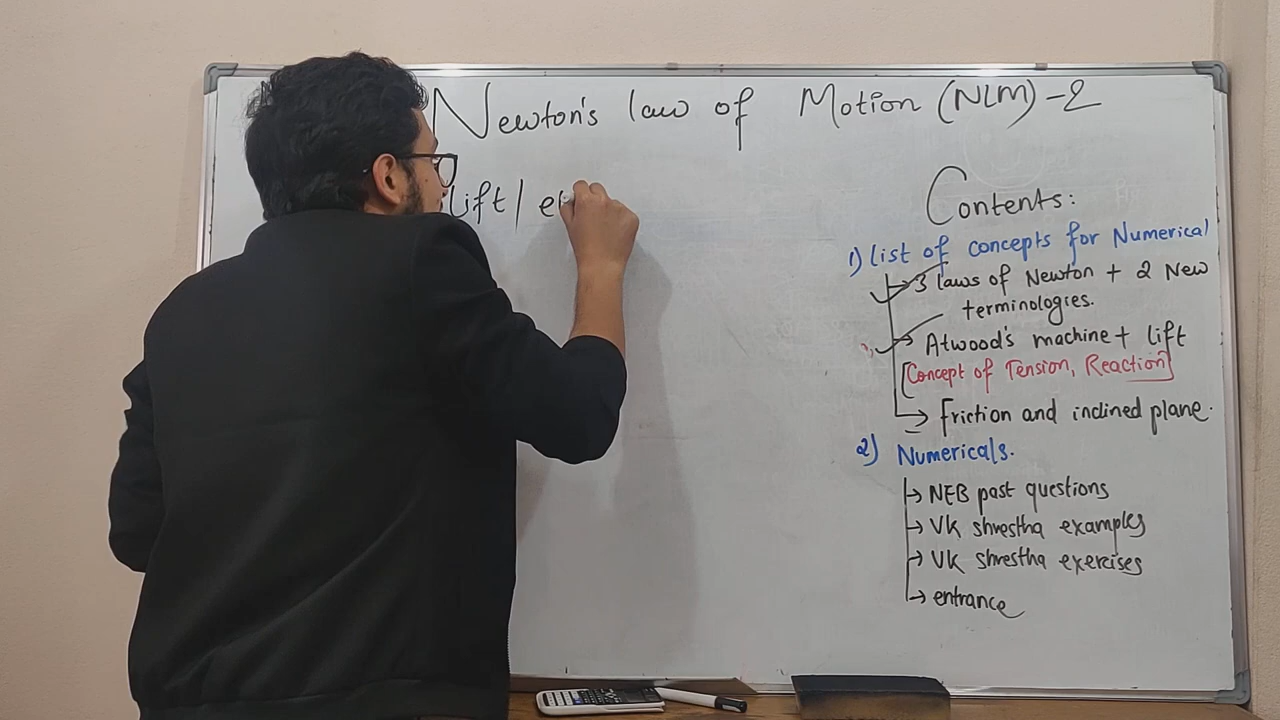 Newton's law of Motion (NLM) -2
Lift / el
Contents:
1) list of concepts for Numerical
→ 3 laws of Newton + 2 New
terminologies.
→ Atwood's machine + lift
[Concept of Tension, Reaction]
→ Friction and inclined plane.
2) Numericals.
→ NEB past questions
→ VK shrestha examples
→ VK shrestha exercises
→ entrance